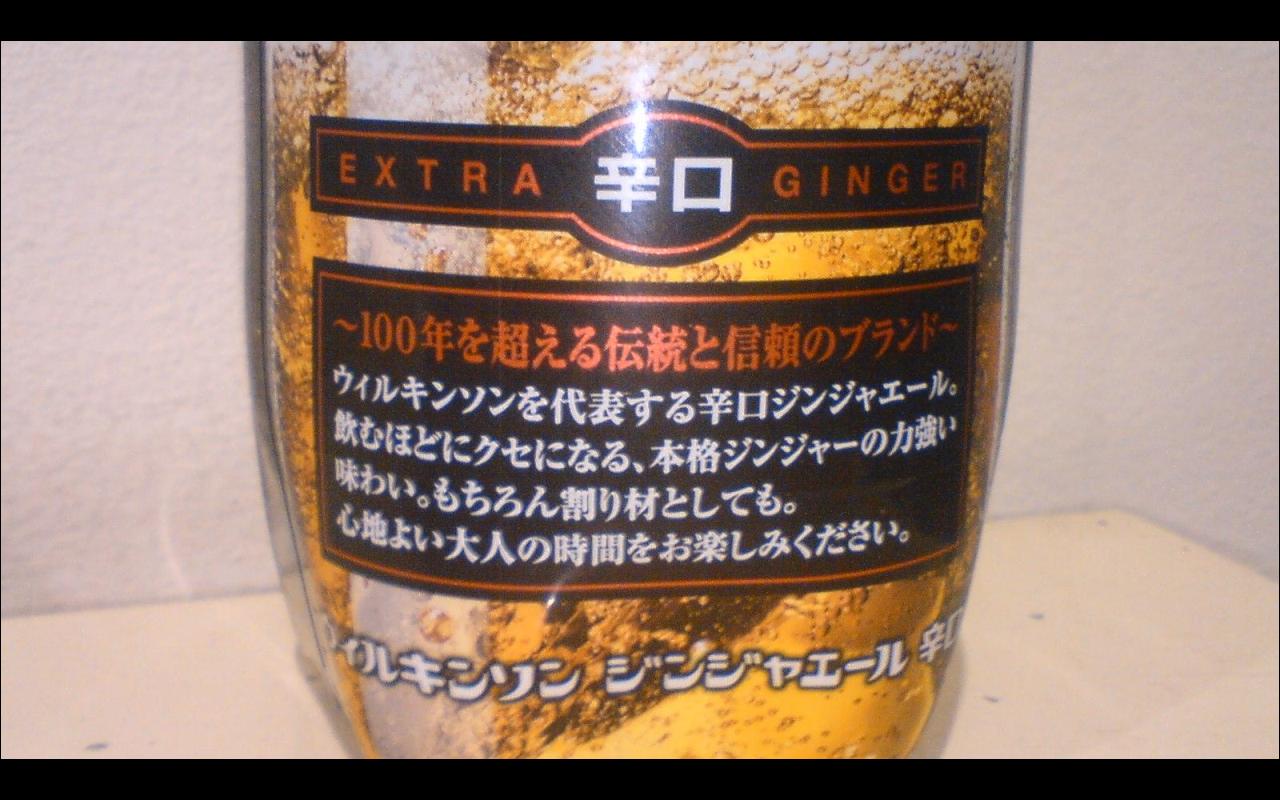 EXTRA 辛口 GINGER
~100年を超える伝統と信頼のブランド~
ウィルキンソンを代表する辛口ジンジャエール。
飲むほどにクセになる、本格ジンジャーの力強い
味わい。もちろん割り材としても。
心地よい大人の時間をお楽しみください。
ウィルキンソン ジンジャエール 辛口